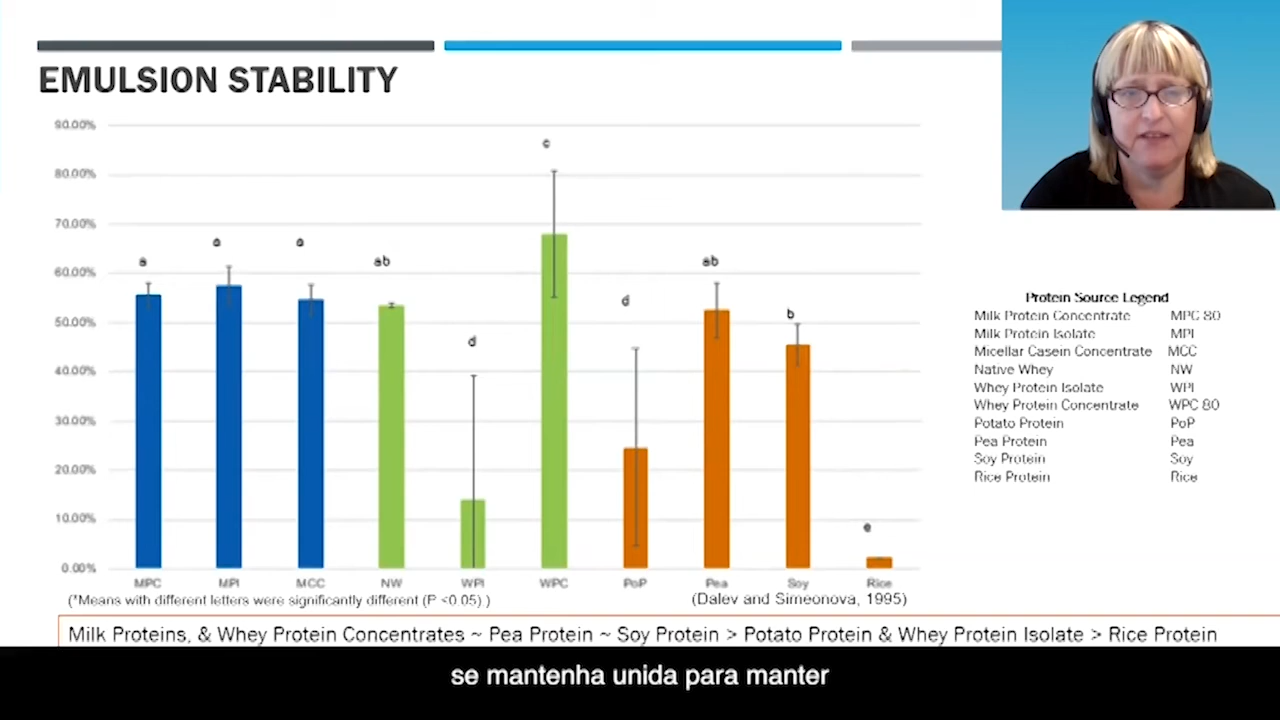 EMULSION STABILITY
90.00%
80.00%
70.00%
60.00%
50.00%
40.00%
30.00%
20.00%
10.00%
0.00%
a
a
a
ab
d
c
d
ab
b
e
MPC MPI MCC NW WPI WPC PoP Pea Soy Rice
(*Means with different letters were significantly different (P <0.05).)
(Dalev and Simeonova, 1995)
Protein Source Legend
Milk Protein Concentrate MPC 80
Milk Protein Isolate MPI
Micellar Casein Concentrate MCC
Native Whey NW
Whey Protein Isolate WPI
Whey Protein Concentrate WPC 80
Potato Protein PoP
Pea Protein Pea
Soy Protein Soy
Rice Protein Rice
Milk Proteins, & Whey Protein Concentrates ~ Pea Protein ~ Soy Protein > Potato Protein & Whey Protein Isolate > Rice Protein
se mantenha unida para manter